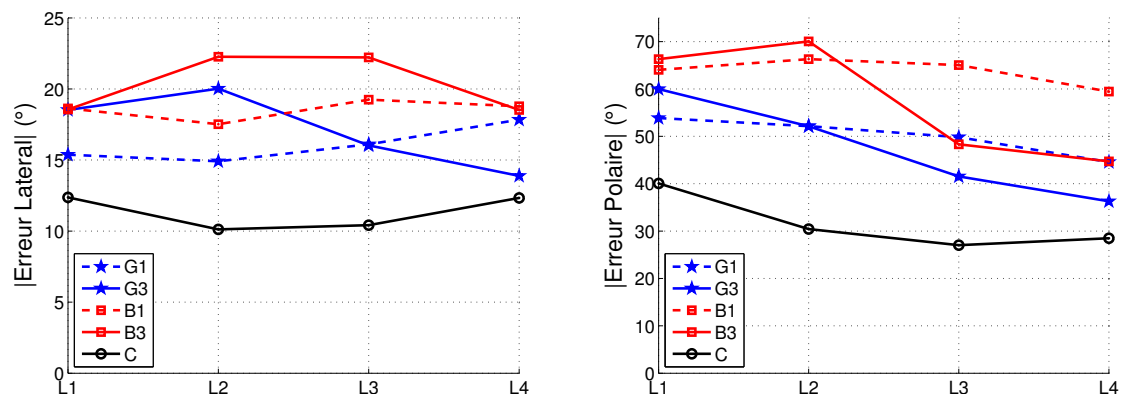 |Erreur Lateral| (°)
25
20
15
10
5
0
L1
L2
L3
L4
G1
G3
B1
B3
C
|Erreur Polaire| (°)
70
60
50
40
30
20
10
0
L1
L2
L3
L4
G1
G3
B1
B3
C